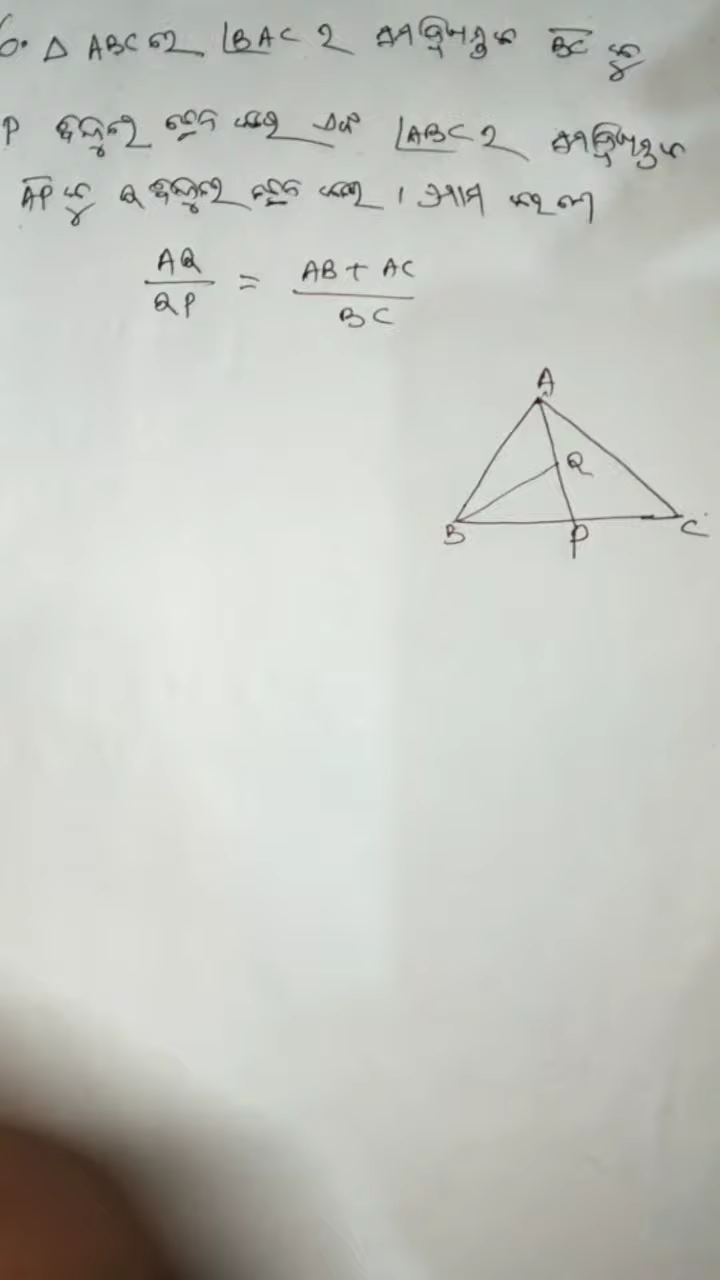 6. Δ ABC ରେ ∠BAC ର ସମଦ୍ବିଖଣ୍ଡକ BC କୁ
P ବିନ୍ଦୁରେ ଛେଦ କରେ ଏବଂ ∠ABC ର ସମଦ୍ବିଖଣ୍ଡକ
AP କୁ Q ବିନ୍ଦୁରେ ଛେଦ କରେ । ପ୍ରମାଣ କର ଯେ
AQ/QP = AB + AC/BC
A
Q
B P C